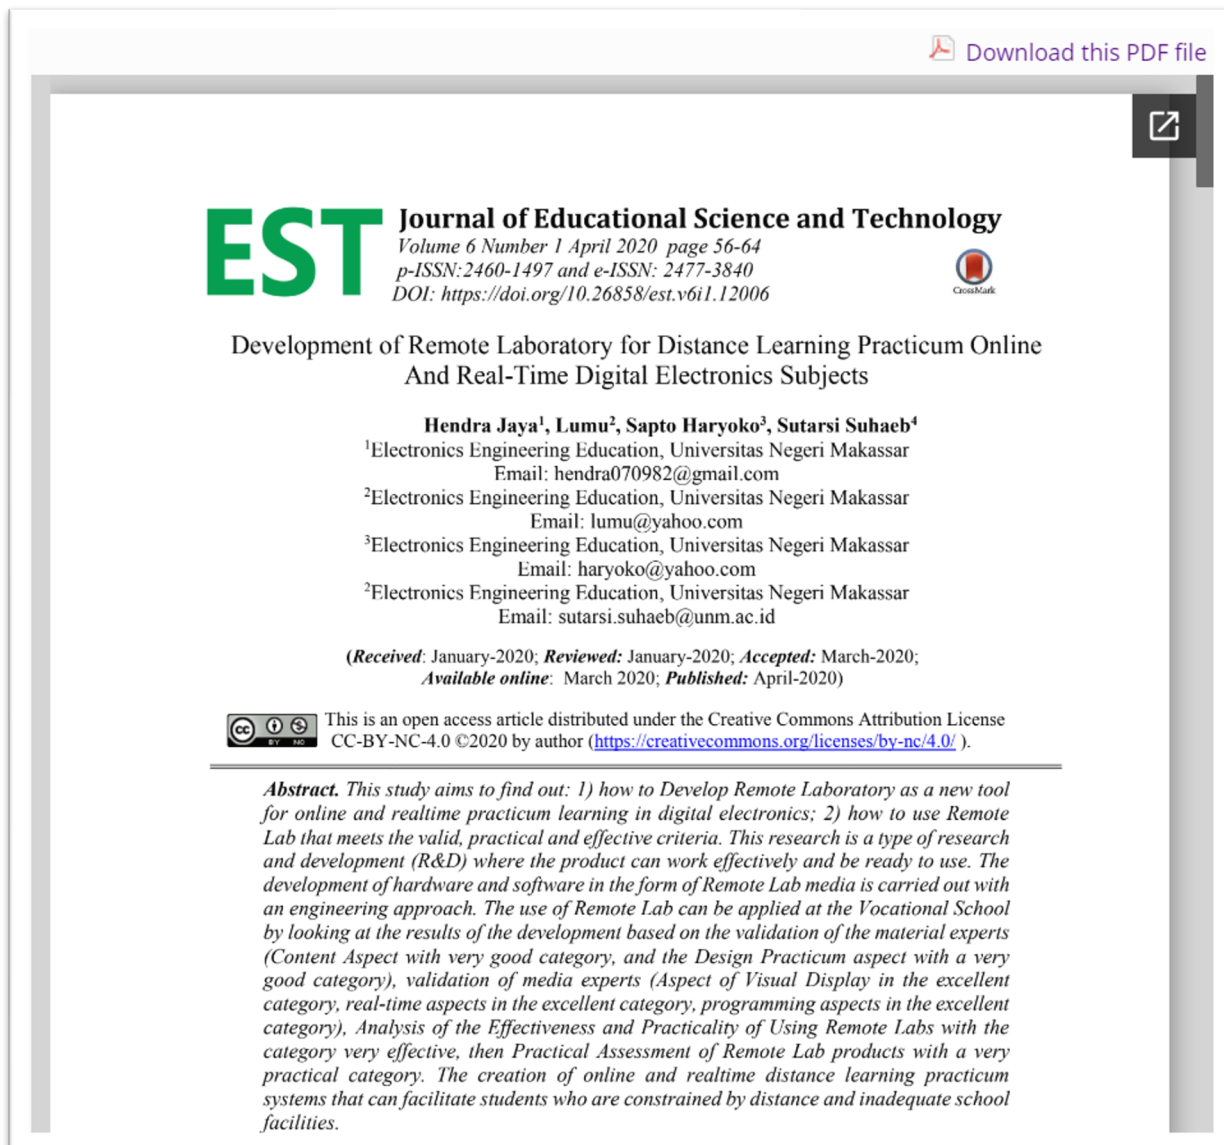 Download this PDF file
EST
Journal of Educational Science and Technology
Volume 6 Number 1 April 2020 page 56-64
p-ISSN:2460-1497 and e-ISSN: 2477-3840
DOI: https://doi.org/10.26858/est.v6i1.12006
CrossMark
Development of Remote Laboratory for Distance Learning Practicum Online
And Real-Time Digital Electronics Subjects
Hendra Jaya¹, Lumu², Sapto Haryoko³, Sutarsi Suhaeb⁴
¹Electronics Engineering Education, Universitas Negeri Makassar
Email: hendra070982@gmail.com
²Electronics Engineering Education, Universitas Negeri Makassar
Email: lumu@yahoo.com
³Electronics Engineering Education, Universitas Negeri Makassar
Email: haryoko@yahoo.com
²Electronics Engineering Education, Universitas Negeri Makassar
Email: sutarsi.suhaeb@unm.ac.id
(Received: January-2020; Reviewed: January-2020; Accepted: March-2020;
Available online: March 2020; Published: April-2020)
cc BY NC
This is an open access article distributed under the Creative Commons Attribution License
CC-BY-NC-4.0 ©2020 by author (https://creativecommons.org/licenses/by-nc/4.0/ ).
Abstract. This study aims to find out: 1) how to Develop Remote Laboratory as a new tool
for online and realtime practicum learning in digital electronics; 2) how to use Remote
Lab that meets the valid, practical and effective criteria. This research is a type of research
and development (R&D) where the product can work effectively and be ready to use. The
development of hardware and software in the form of Remote Lab media is carried out with
an engineering approach. The use of Remote Lab can be applied at the Vocational School
by looking at the results of the development based on the validation of the material experts
(Content Aspect with very good category, and the Design Practicum aspect with a very
good category), validation of media experts (Aspect of Visual Display in the excellent
category, real-time aspects in the excellent category, programming aspects in the excellent
category), Analysis of the Effectiveness and Practicality of Using Remote Labs with the
category very effective, then Practical Assessment of Remote Lab products with a very
practical category. The creation of online and realtime distance learning practicum
systems that can facilitate students who are constrained by distance and inadequate school
facilities.